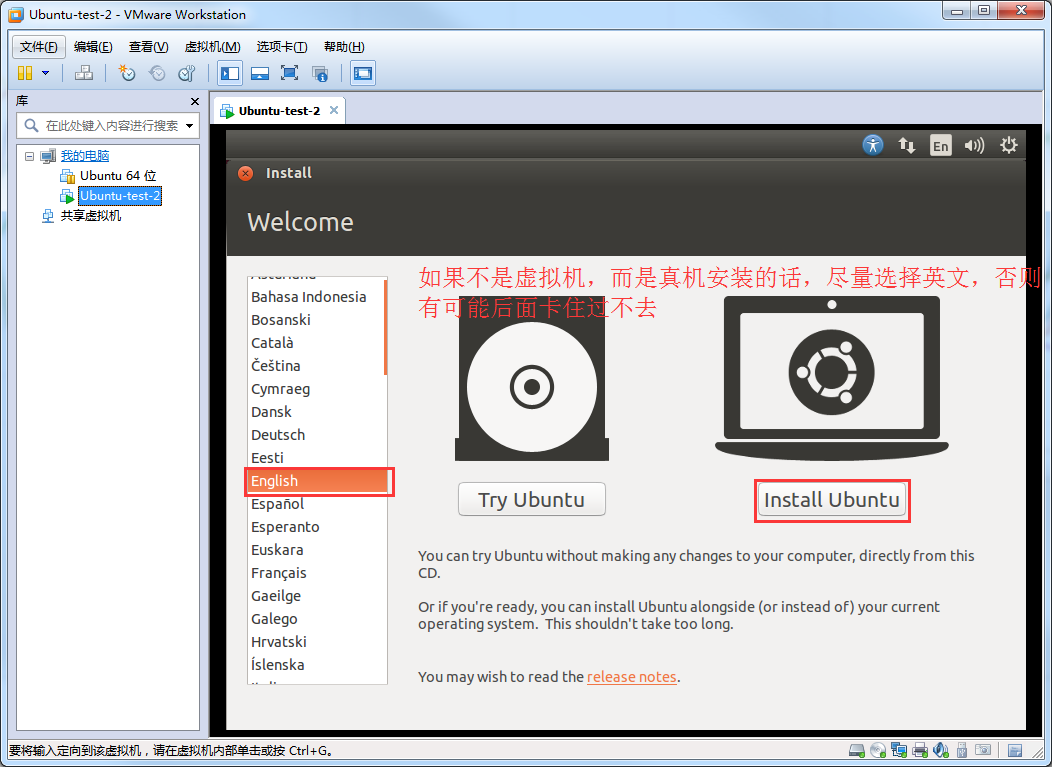 Ubuntu-test-2 - VMware Workstation
文件(F) 编辑(E) 查看(V) 虚拟机(M) 选项卡(T) 帮助(H)
库
在此处键入内容进行搜索
我的电脑
Ubuntu 64 位
Ubuntu-test-2
共享虚拟机
Ubuntu-test-2
En
Install
Welcome
Bahasa Indonesia
Bosanski
Català
Čeština
Cymraeg
Dansk
Deutsch
Eesti
English
Español
Esperanto
Euskara
Français
Gaeilge
Galego
Hrvatski
Íslenska
如果不是虚拟机，而是真机安装的话，尽量选择英文，否则
有可能后面卡住过不去
Try Ubuntu
Install Ubuntu
You can try Ubuntu without making any changes to your computer, directly from this
CD.
Or if you're ready, you can install Ubuntu alongside (or instead of) your current
operating system. This shouldn't take too long.
You may wish to read the release notes.
要将输入定向到该虚拟机，请在虚拟机内部单击或按 Ctrl+G。